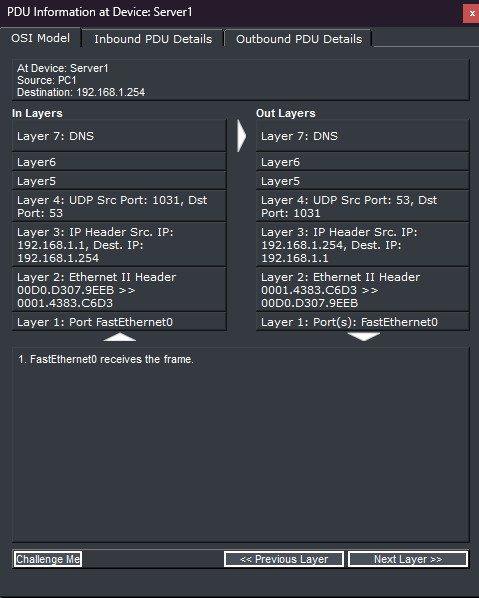 PDU Information at Device: Server1
x
OSI Model
Inbound PDU Details
Outbound PDU Details
At Device: Server1
Source: PC1
Destination: 192.168.1.254
In Layers
Layer 7: DNS
Layer6
Layer5
Layer 4: UDP Src Port: 1031, Dst
Port: 53
Layer 3: IP Header Src. IP:
192.168.1.1, Dest. IP:
192.168.1.254
Layer 2: Ethernet II Header
00D0.D307.9EEB >>
0001.4383.C6D3
Layer 1: Port FastEthernet0
Out Layers
Layer 7: DNS
Layer6
Layer5
Layer 4: UDP Src Port: 53, Dst
Port: 1031
Layer 3: IP Header Src. IP:
192.168.1.254, Dest. IP:
192.168.1.1
Layer 2: Ethernet II Header
0001.4383.C6D3 >>
00D0.D307.9EEB
Layer 1: Port(s): FastEthernet0
1. FastEthernet0 receives the frame.
Challenge Me
<< Previous Layer
Next Layer >>